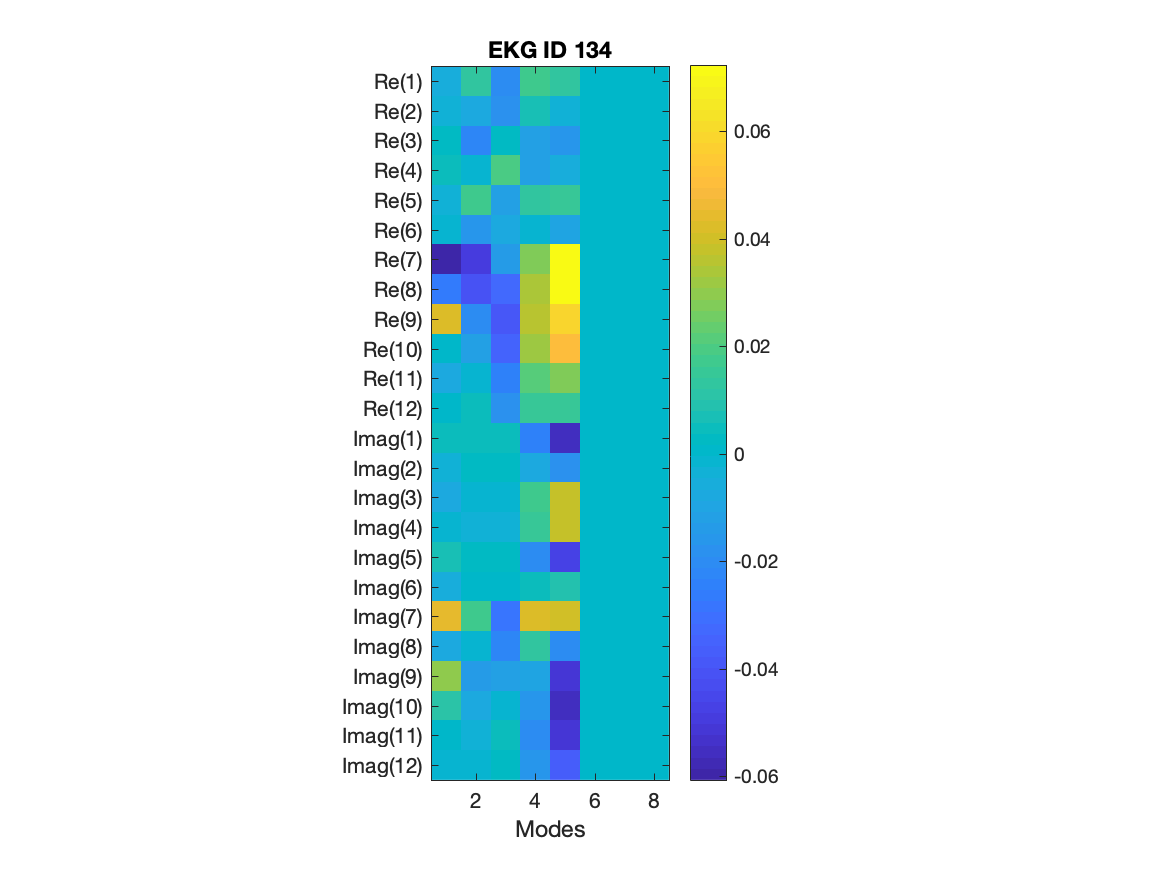 EKG ID 134
Re(1)
Re(2)
Re(3)
Re(4)
Re(5)
Re(6)
Re(7)
Re(8)
Re(9)
Re(10)
Re(11)
Re(12)
Imag(1)
Imag(2)
Imag(3)
Imag(4)
Imag(5)
Imag(6)
Imag(7)
Imag(8)
Imag(9)
Imag(10)
Imag(11)
Imag(12)
2 4 6 8
Modes
0.06
0.04
0.02
0
-0.02
-0.04
-0.06